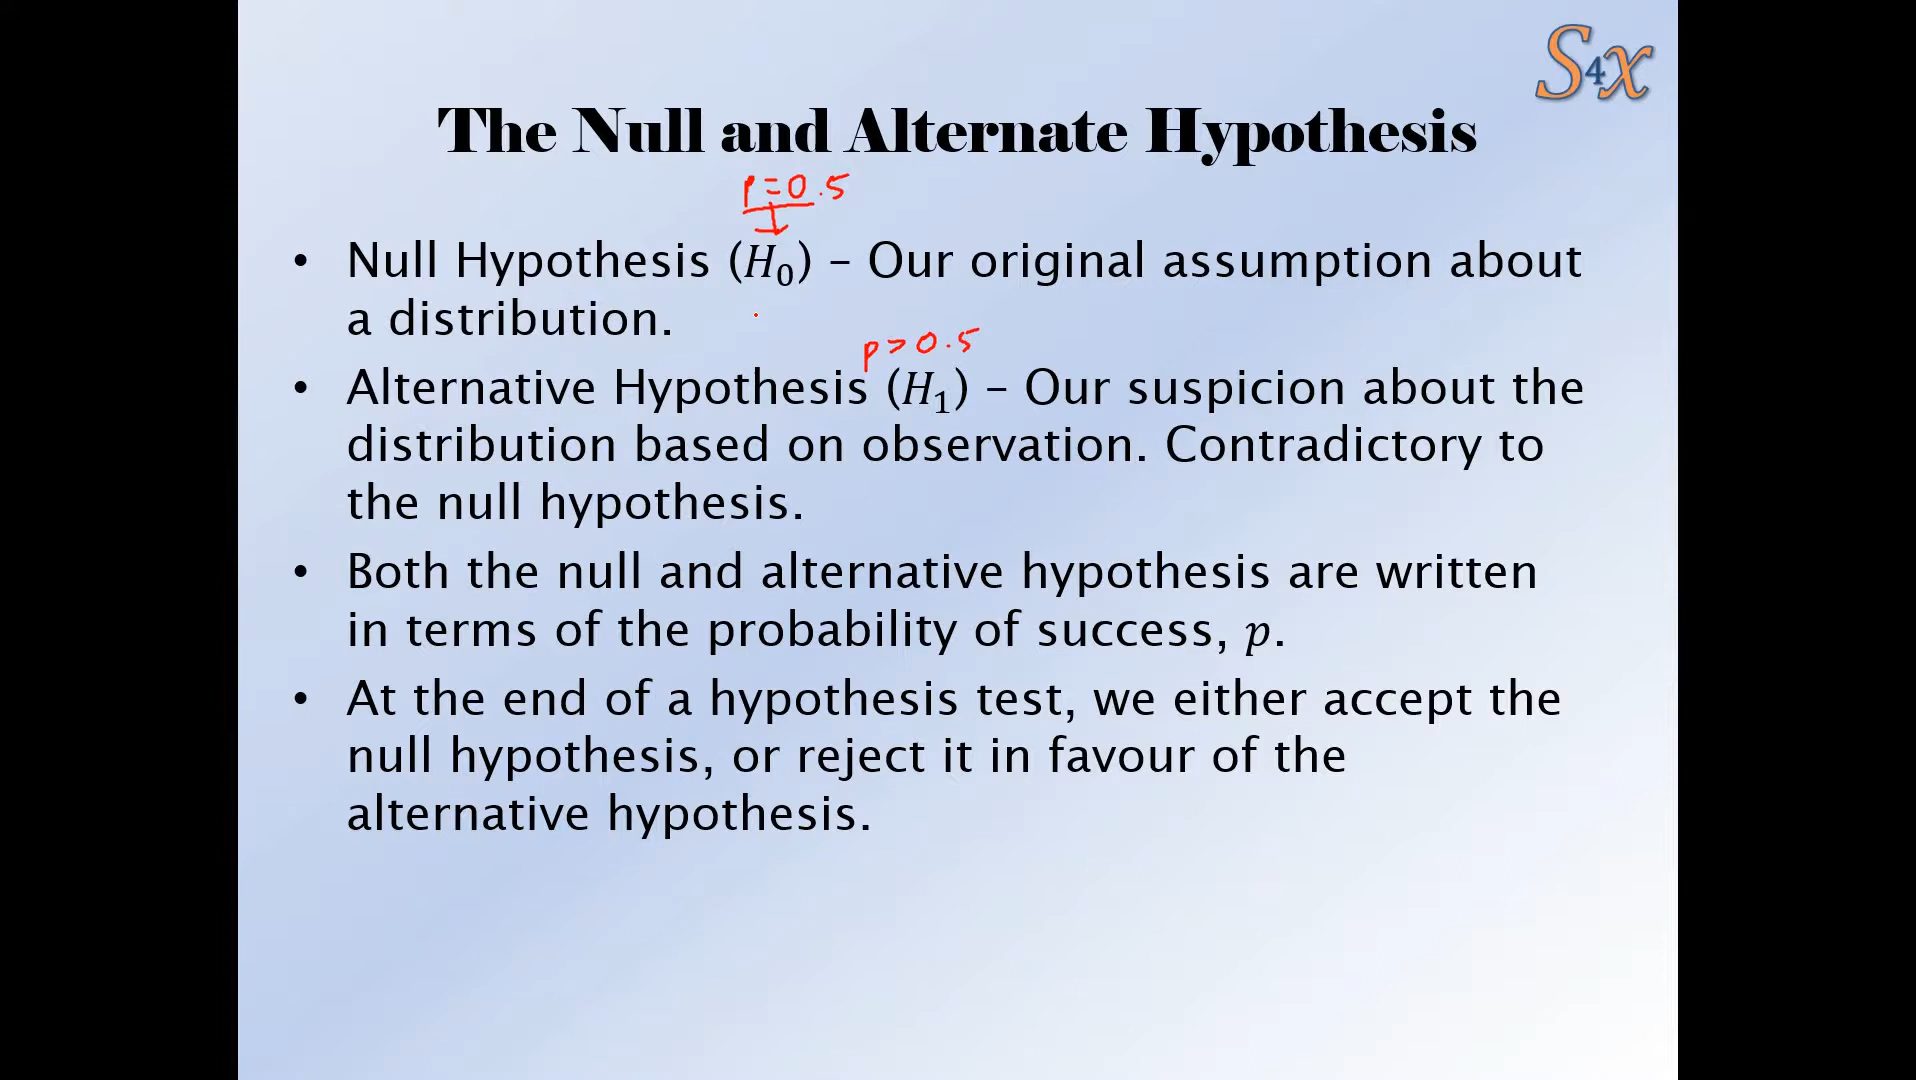 S4x
The Null and Alternate Hypothesis
p = 0.5
• Null Hypothesis (H₀) – Our original assumption about
a distribution.
p > 0.5
• Alternative Hypothesis (H₁) – Our suspicion about the
distribution based on observation. Contradictory to
the null hypothesis.
• Both the null and alternative hypothesis are written
in terms of the probability of success, p.
• At the end of a hypothesis test, we either accept the
null hypothesis, or reject it in favour of the
alternative hypothesis.